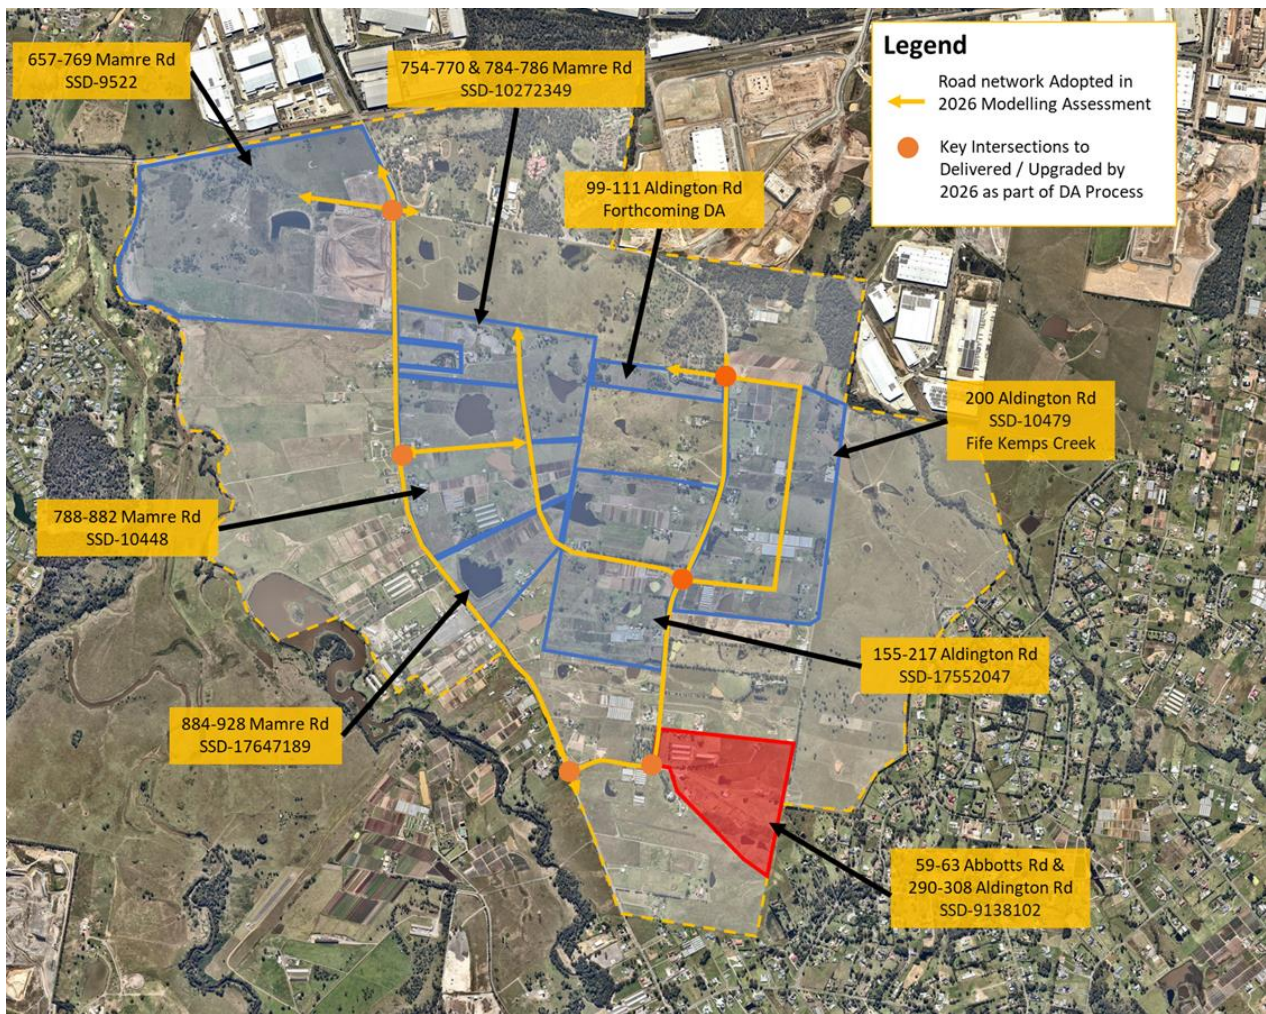 657-769 Mamre Rd
SSD-9522
754-770 & 784-786 Mamre Rd
SSD-10272349
Legend
Road network Adopted in
2026 Modelling Assessment
Key Intersections to
Delivered / Upgraded by
2026 as part of DA Process
99-111 Aldington Rd
Forthcoming DA
200 Aldington Rd
SSD-10479
Fife Kemps Creek
788-882 Mamre Rd
SSD-10448
155-217 Aldington Rd
SSD-17552047
884-928 Mamre Rd
SSD-17647189
59-63 Abbotts Rd &
290-308 Aldington Rd
SSD-9138102